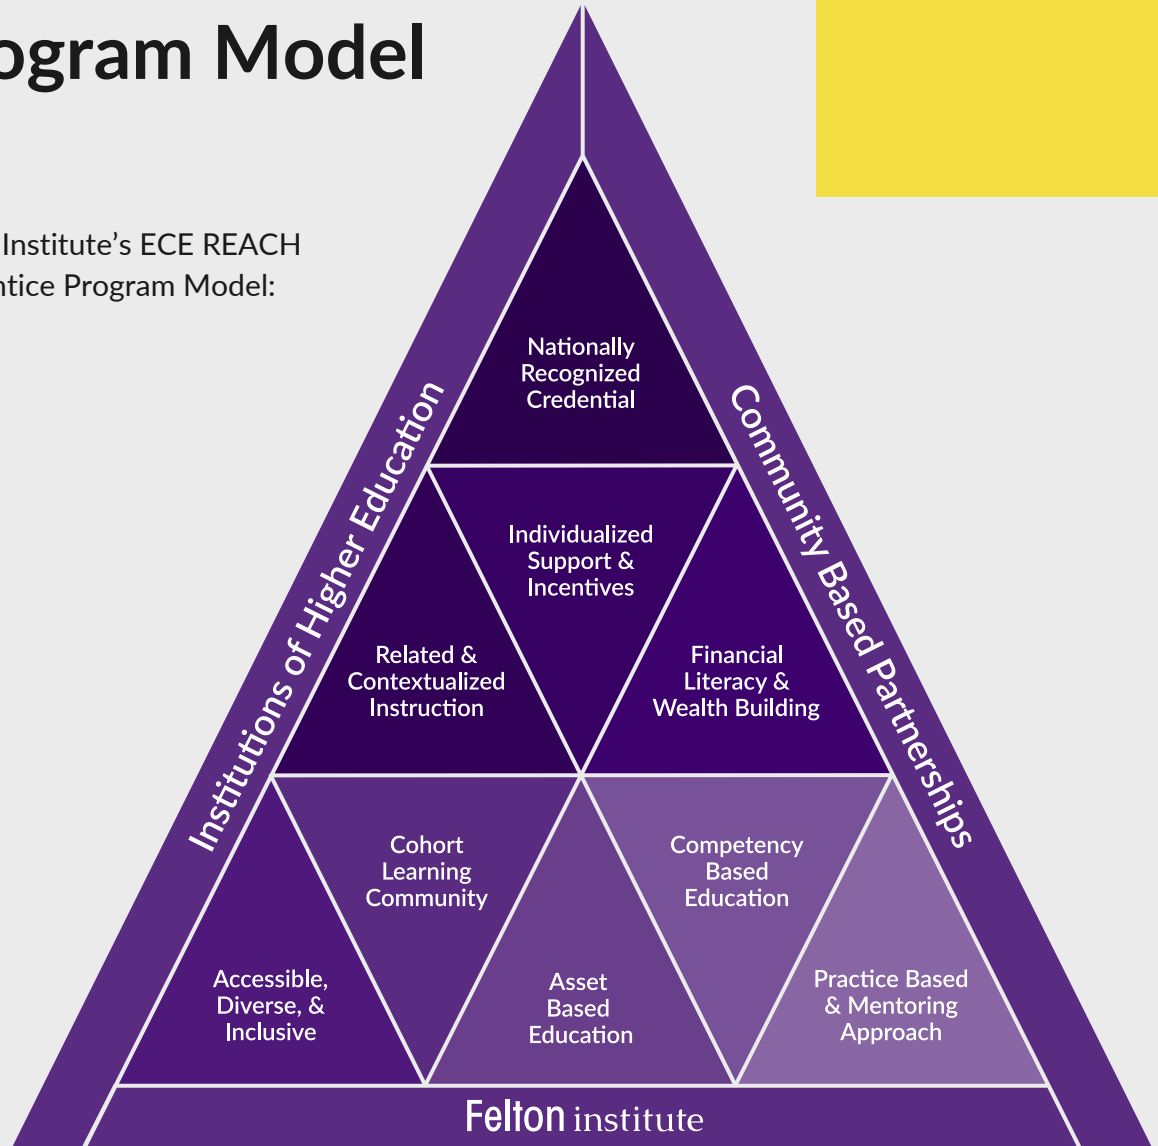 ogram Model
Institute's ECE REACH
ntice Program Model:
Nationally
Recognized
Credential
Institutions of Higher Education
Community Based Partnerships
Individualized
Support &
Incentives
Related &
Contextualized
Instruction
Financial
Literacy &
Wealth Building
Cohort
Learning
Community
Competency
Based
Education
Accessible,
Diverse, &
Inclusive
Asset
Based
Education
Practice Based
& Mentoring
Approach
Felton institute